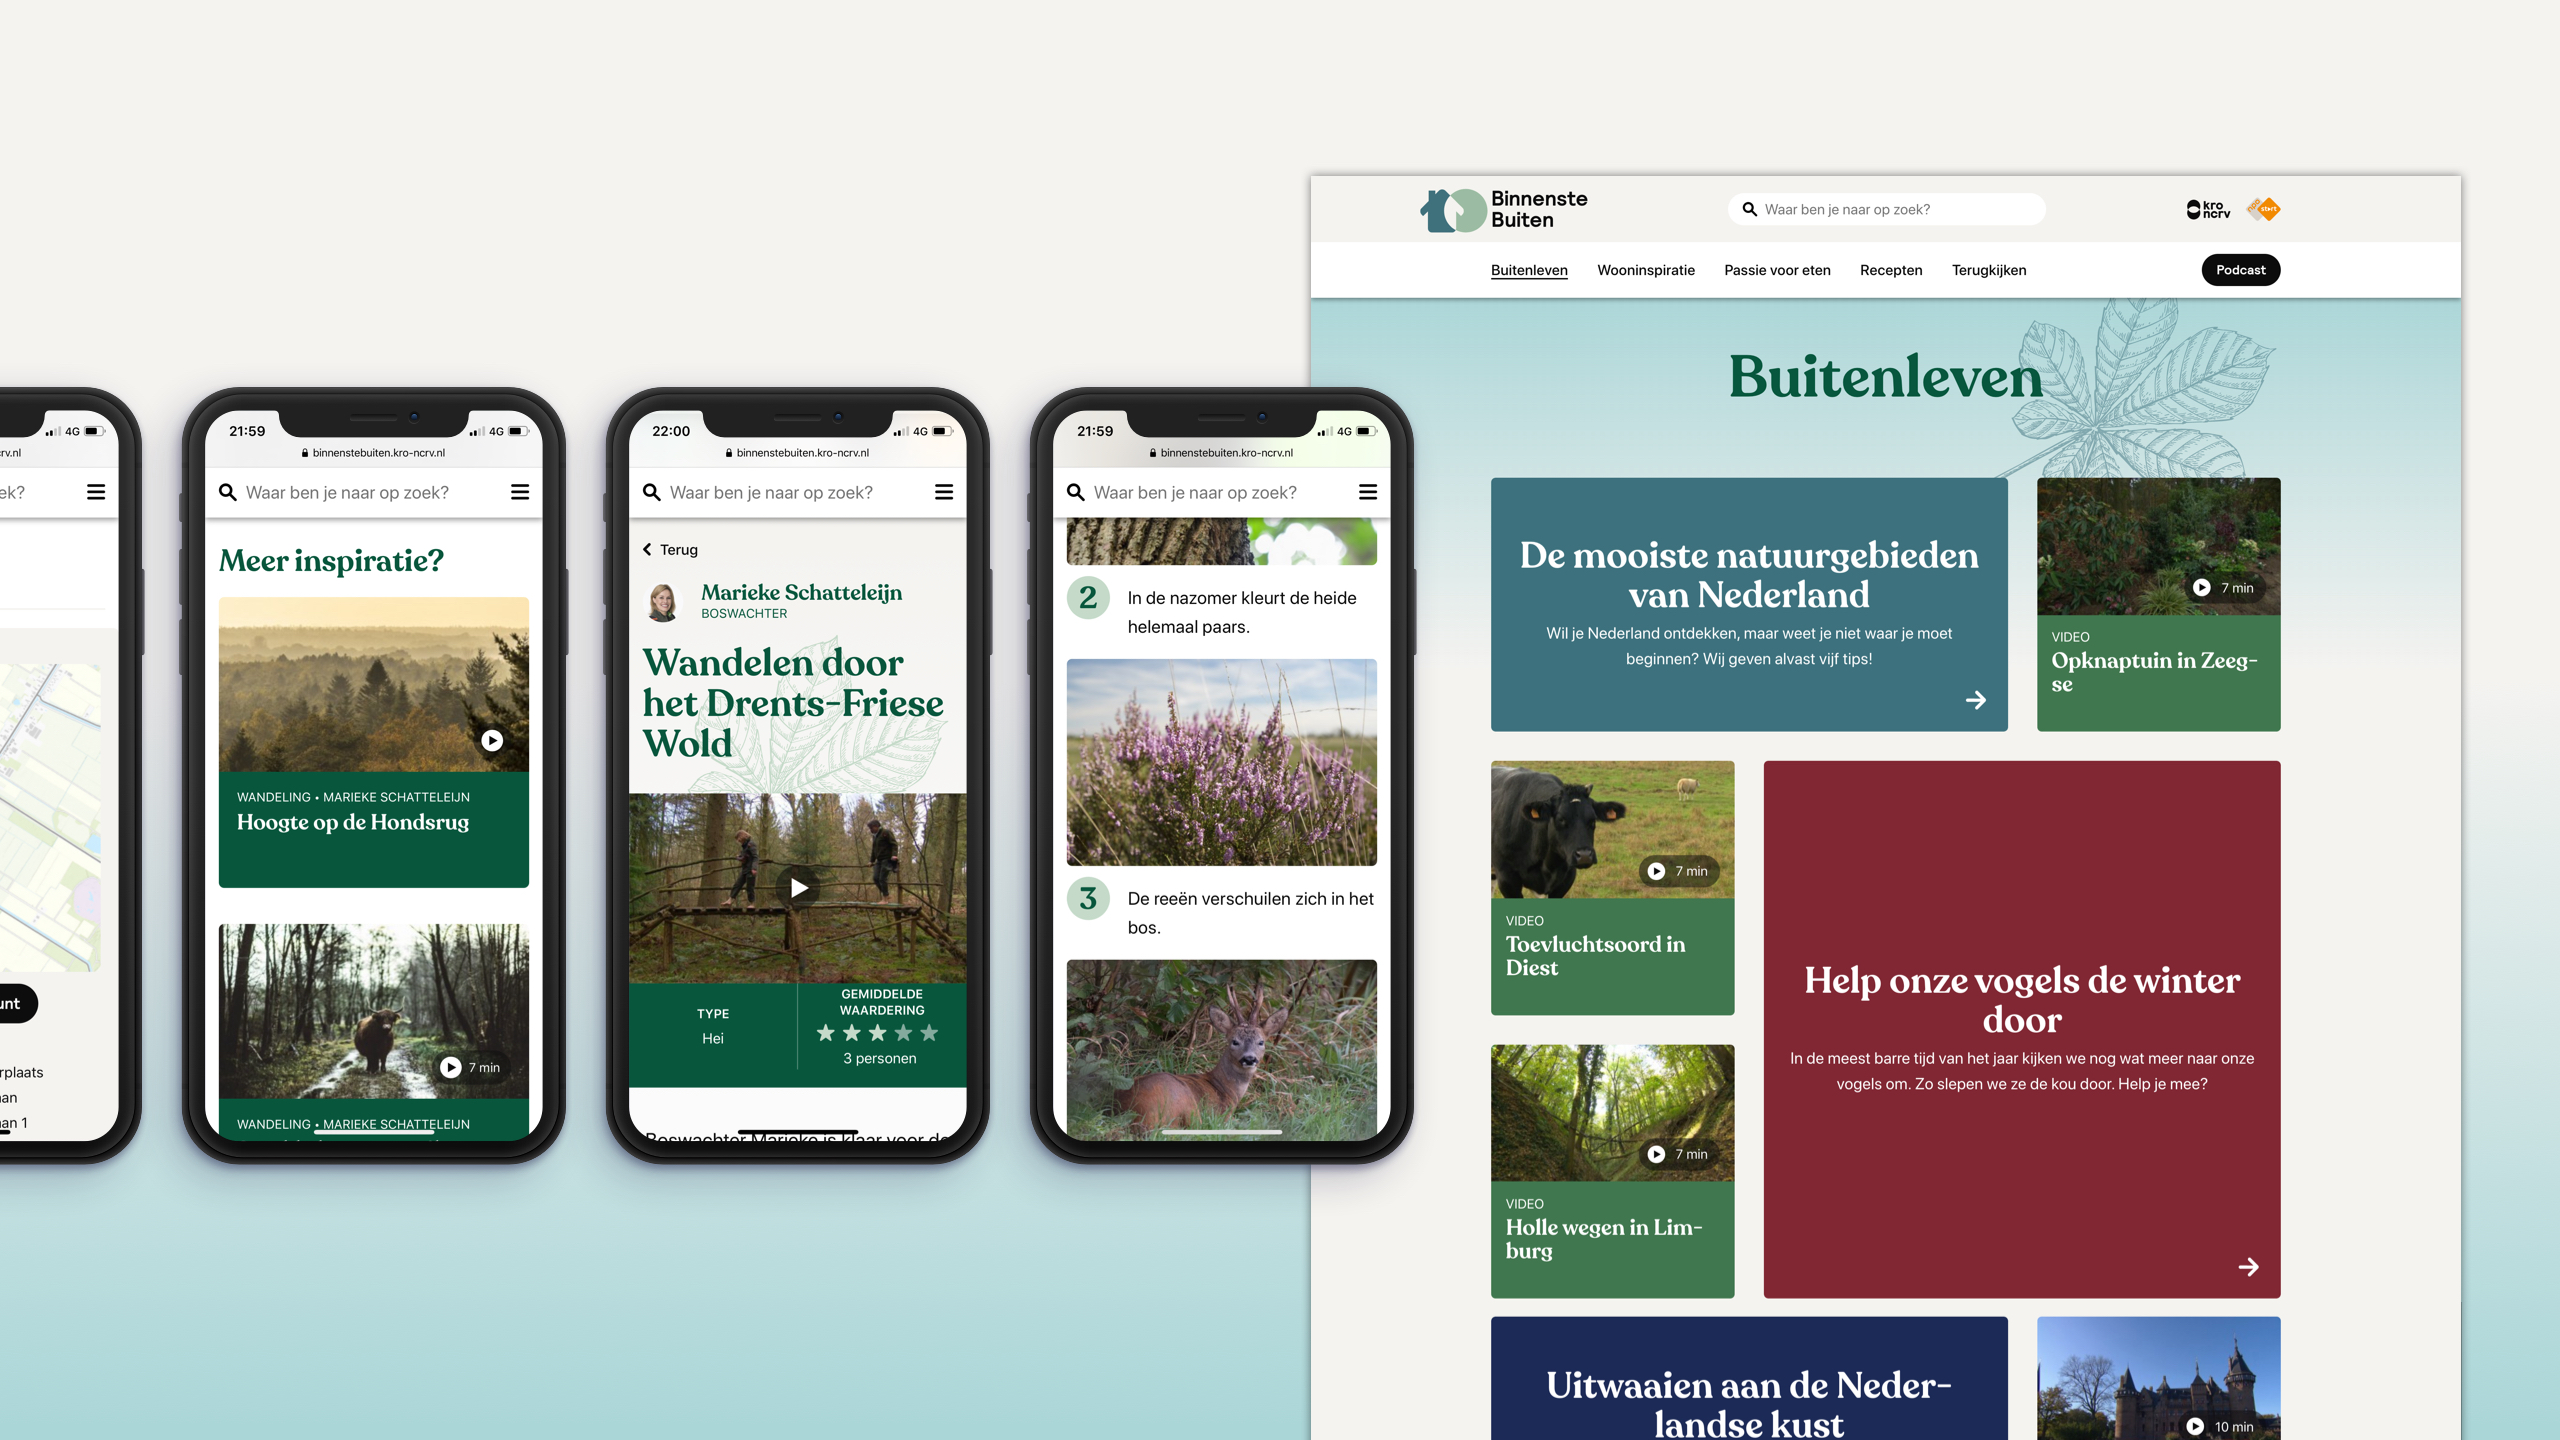 rv.nl
ek?
unt
rplaats
an
an 1
21:59
4G
binnenstebuiten.kro-ncrv.nl
Waar ben je naar op zoek?
Meer inspiratie?
WANDELING • MARIEKE SCHATTELEIJN
Hoogte op de Hondsrug
7 min
WANDELING • MARIEKE SCHATTELEIJN
22:00
4G
binnenstebuiten.kro-ncrv.nl
Waar ben je naar op zoek?
Terug
Marieke Schatteleijn
BOSWACHTER
Wandelen door
het Drents-Friese
Wold
TYPE
Hei
GEMIDDELDE
WAARDERING
3 personen
Boswachter Marieke is klaar voor de
21:59
4G
binnenstebuiten.kro-ncrv.nl
Waar ben je naar op zoek?
2
In de nazomer kleurt de heide
helemaal paars.
3
De reeën verschuilen zich in het
bos.
Binnenste
Buiten
Waar ben je naar op zoek?
kro
ncrv
start
Buitenleven
Wooninspiratie
Passie voor eten
Recepten
Terugkijken
Podcast
Buitenleven
De mooiste natuurgebieden
van Nederland
Wil je Nederland ontdekken, maar weet je niet waar je moet
beginnen? Wij geven alvast vijf tips!
7 min
VIDEO
Opknaptuin in Zeeg-
se
7 min
VIDEO
Toevluchtsoord in
Diest
Help onze vogels de winter
door
In de meest barre tijd van het jaar kijken we nog wat meer naar onze
vogels om. Zo slepen we ze de kou door. Help je mee?
7 min
VIDEO
Holle wegen in Lim-
burg
Uitwaaien aan de Neder-
landse kust
10 min